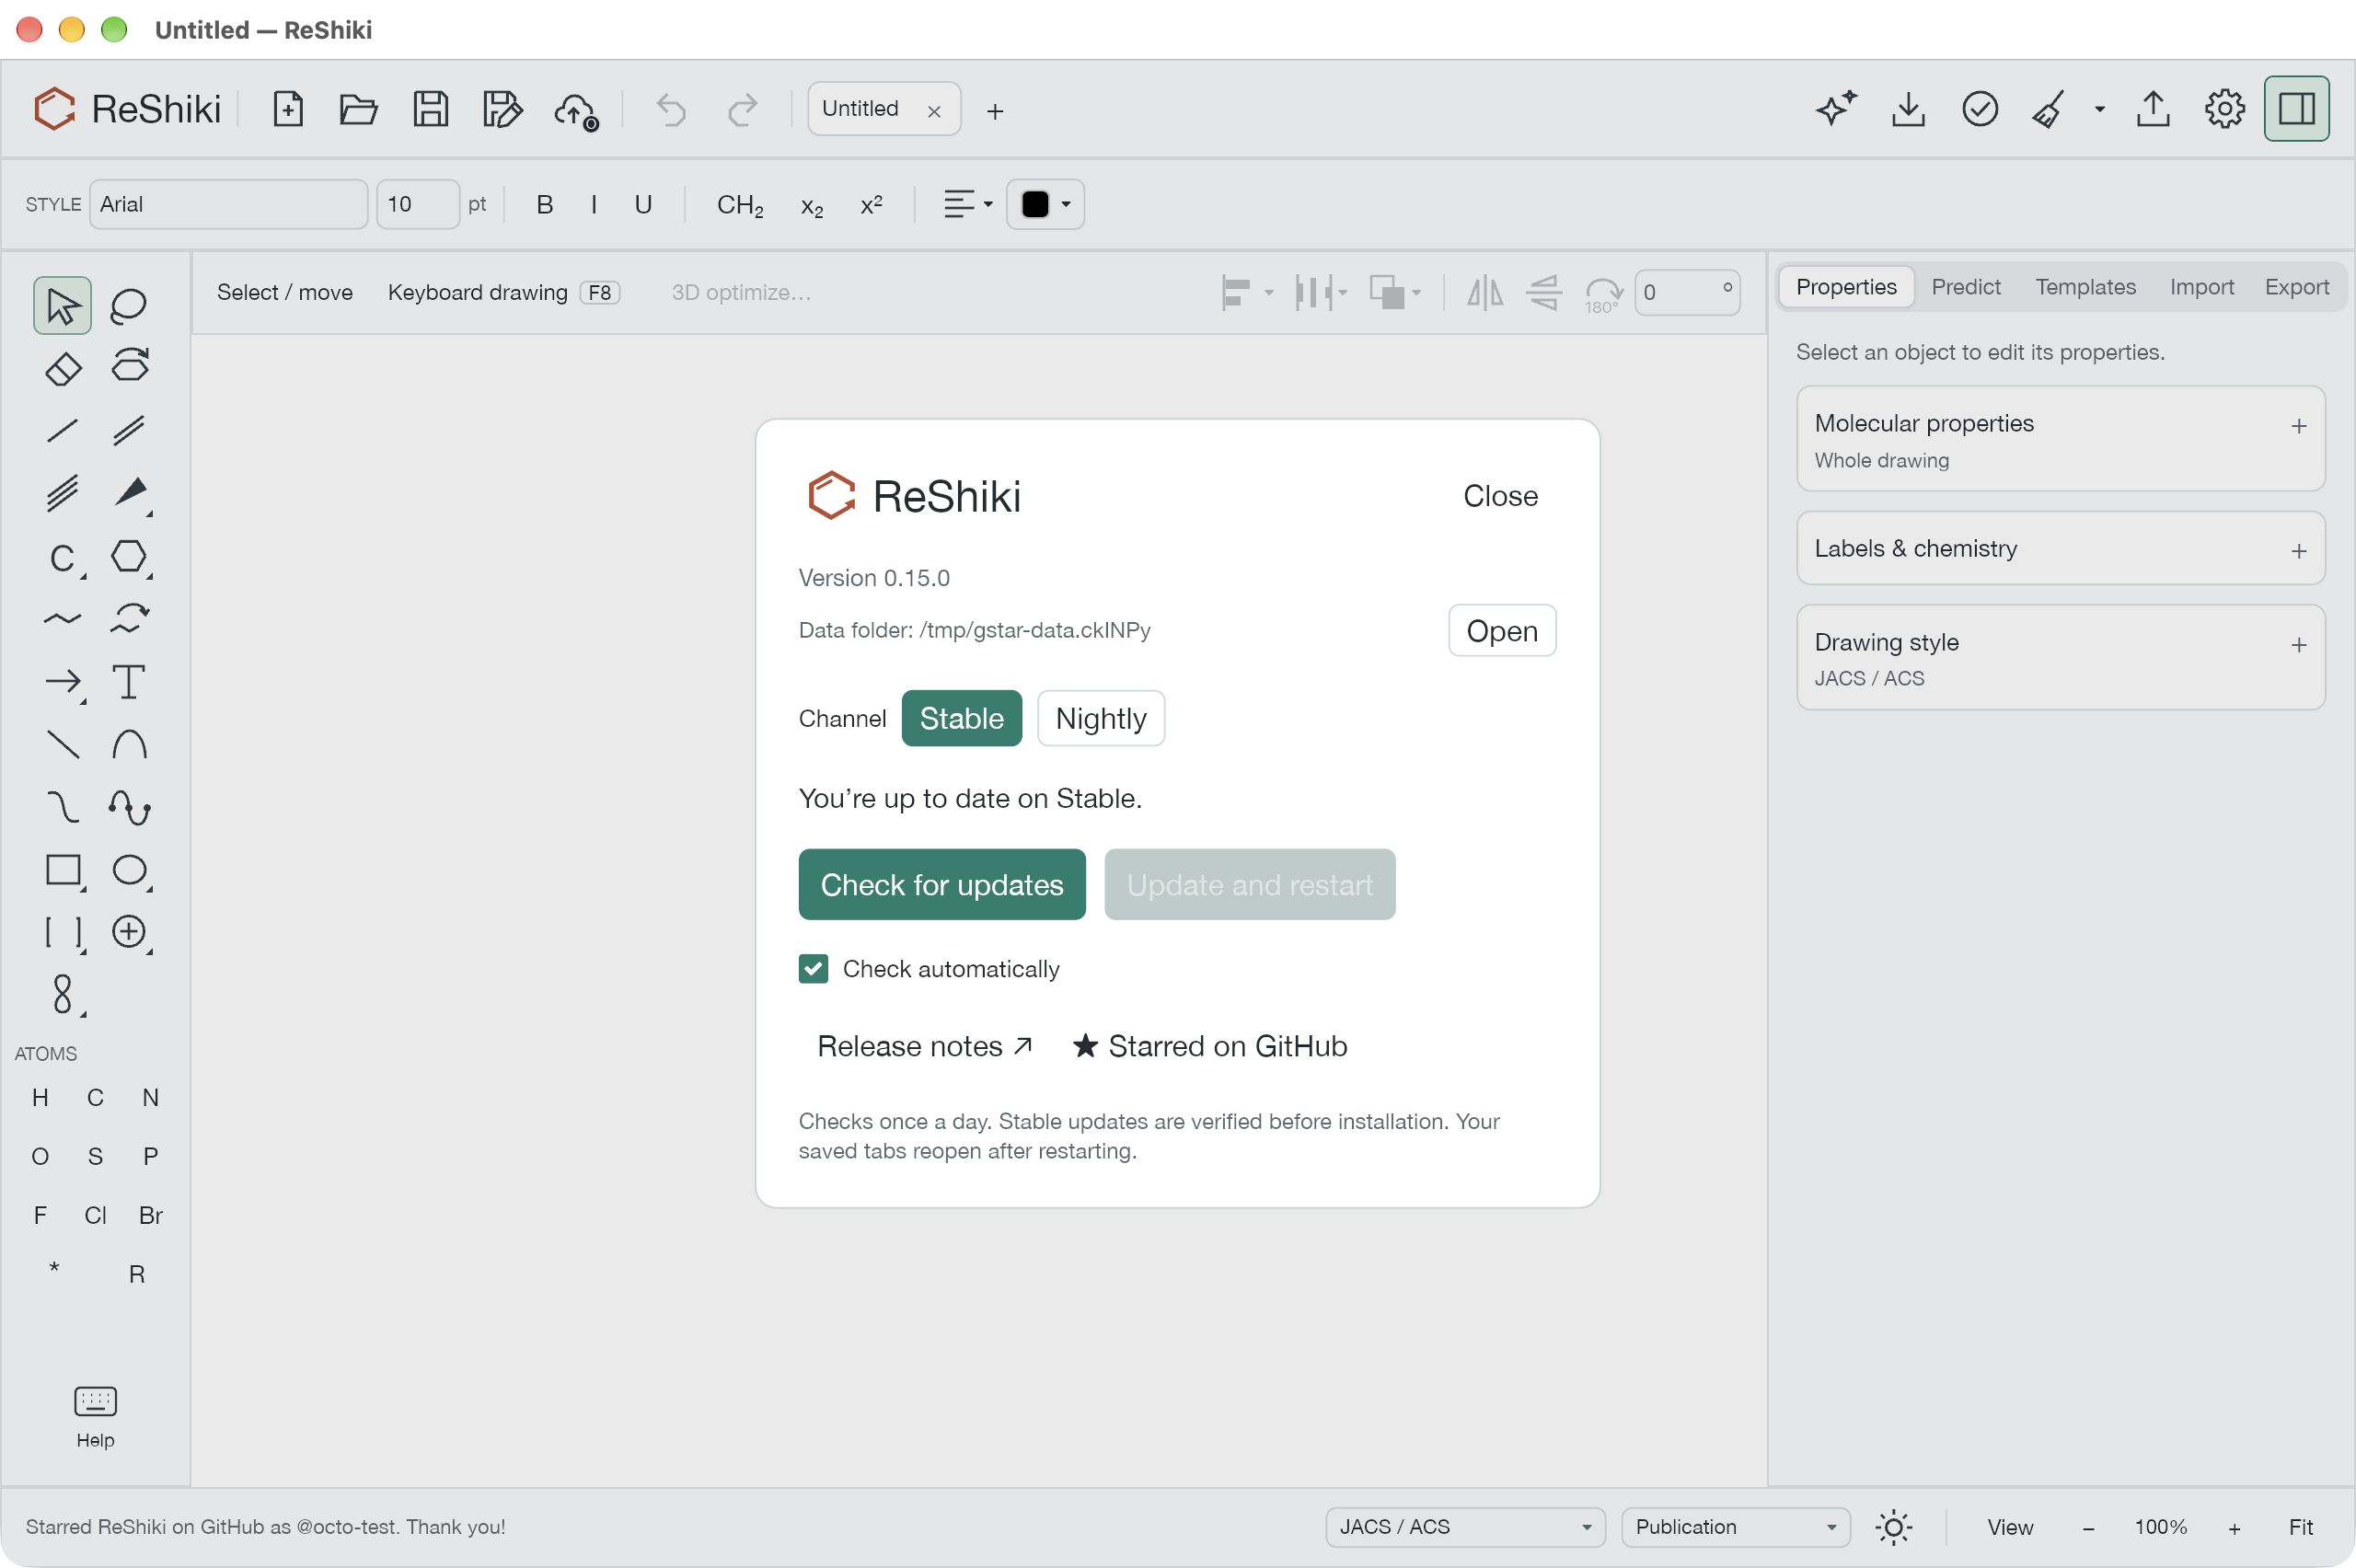 Untitled — ReShiki
ReShiki
Untitled × +
STYLE Arial 10 pt B I U CH₂ x₂ x²
Select / move Keyboard drawing F8 3D optimize… 180° 0 °
Properties Predict Templates Import Export
Select an object to edit its properties.
Molecular properties +
Whole drawing
Labels & chemistry +
Drawing style +
JACS / ACS
ReShiki Close
Version 0.15.0
Data folder: /tmp/gstar-data.ckINPy Open
Channel Stable Nightly
You’re up to date on Stable.
Check for updates Update and restart
Check automatically
Release notes ↗ ★ Starred on GitHub
Checks once a day. Stable updates are verified before installation. Your
saved tabs reopen after restarting.
C
T
[ ]
ATOMS
H C N
O S P
F Cl Br
* R
Help
Starred ReShiki on GitHub as @octo-test. Thank you! JACS / ACS Publication View – 100% + Fit